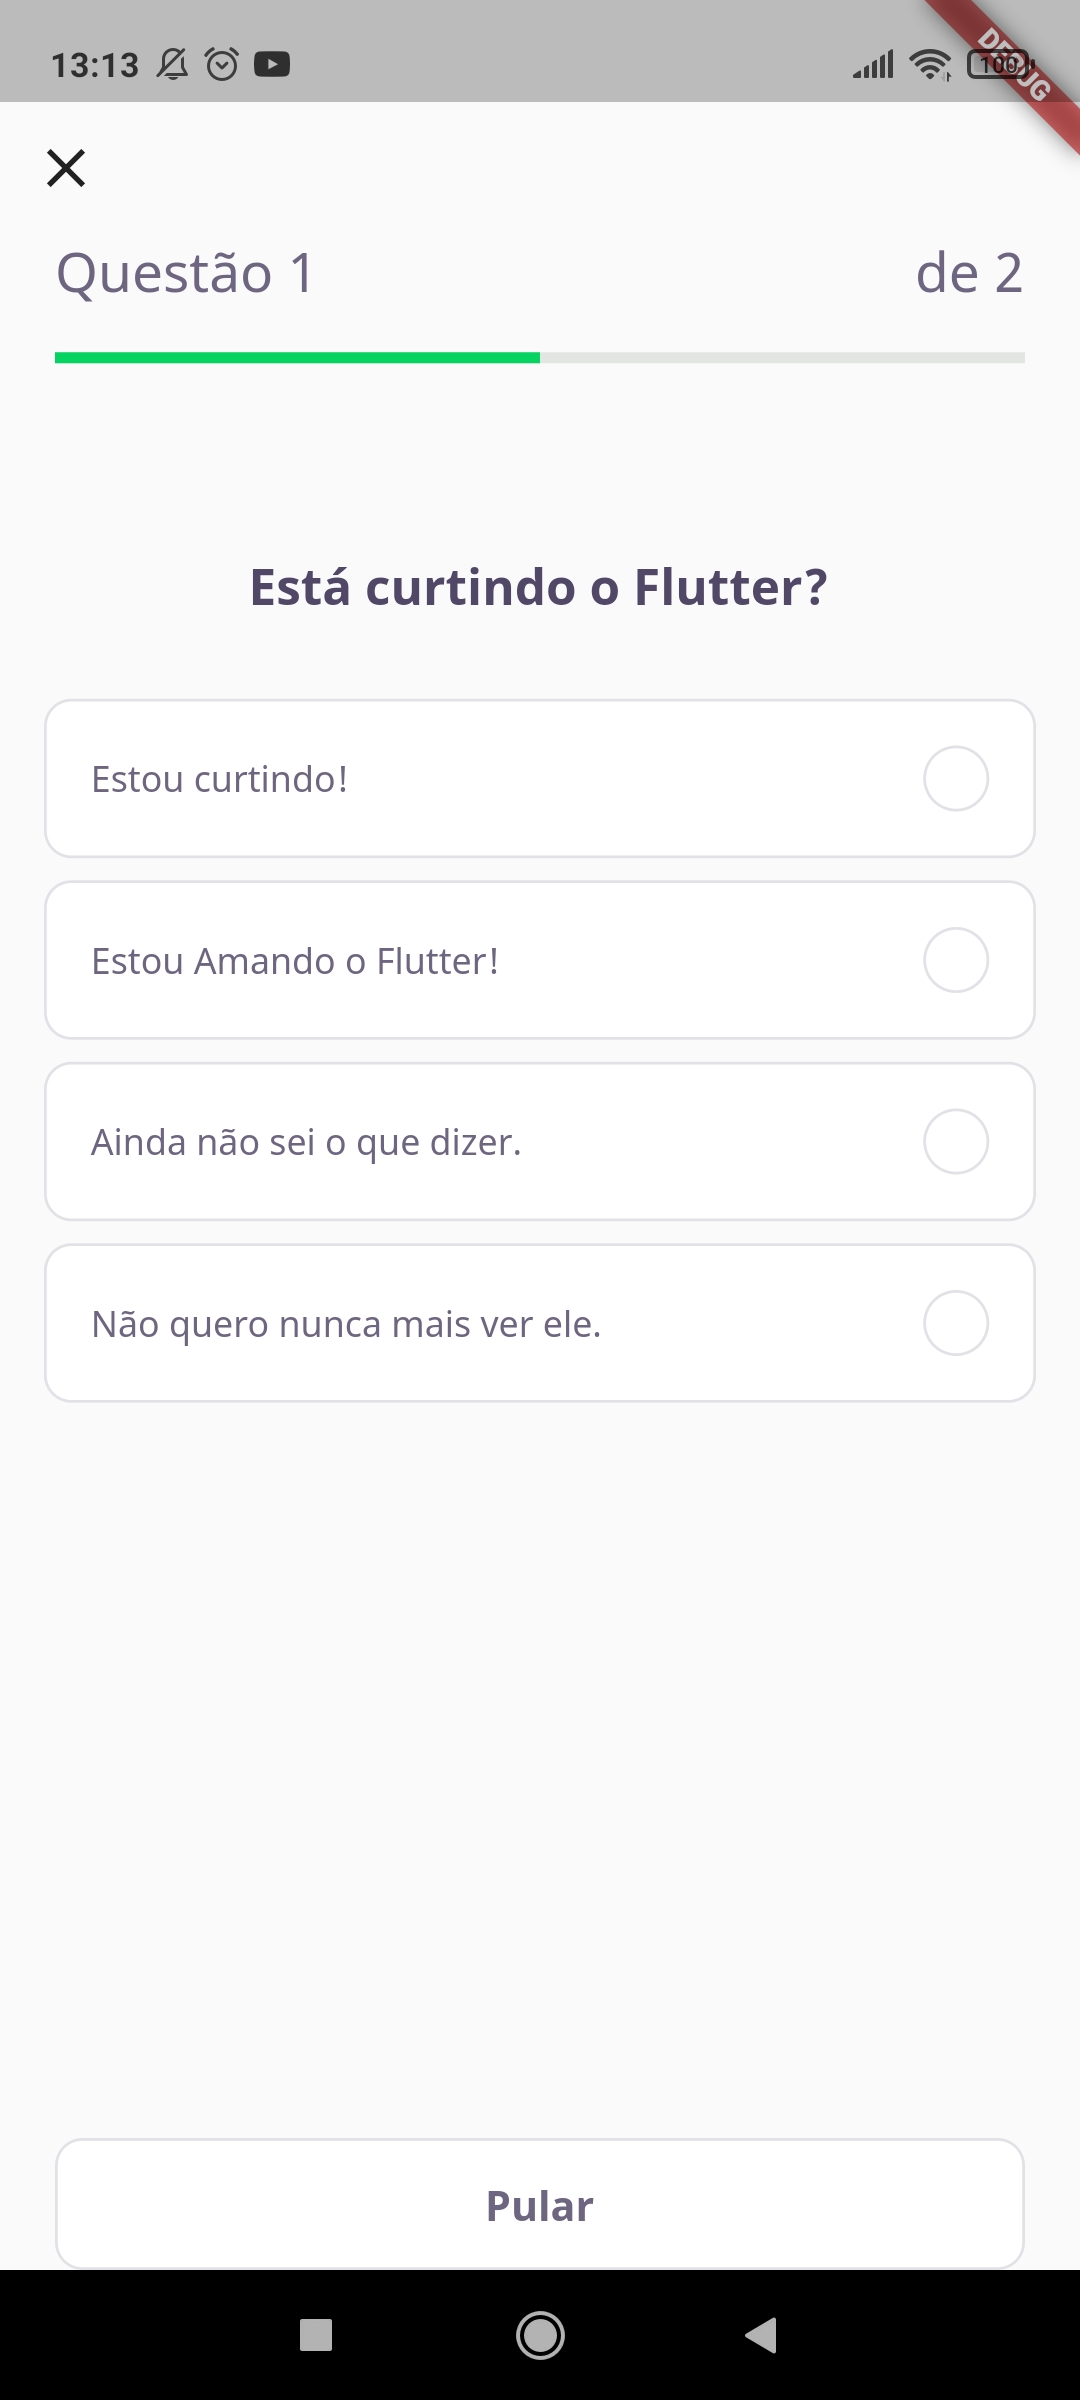 13:13
100
DEBUG
Questão 1
de 2
Está curtindo o Flutter?
Estou curtindo!
Estou Amando o Flutter!
Ainda não sei o que dizer.
Não quero nunca mais ver ele.
Pular